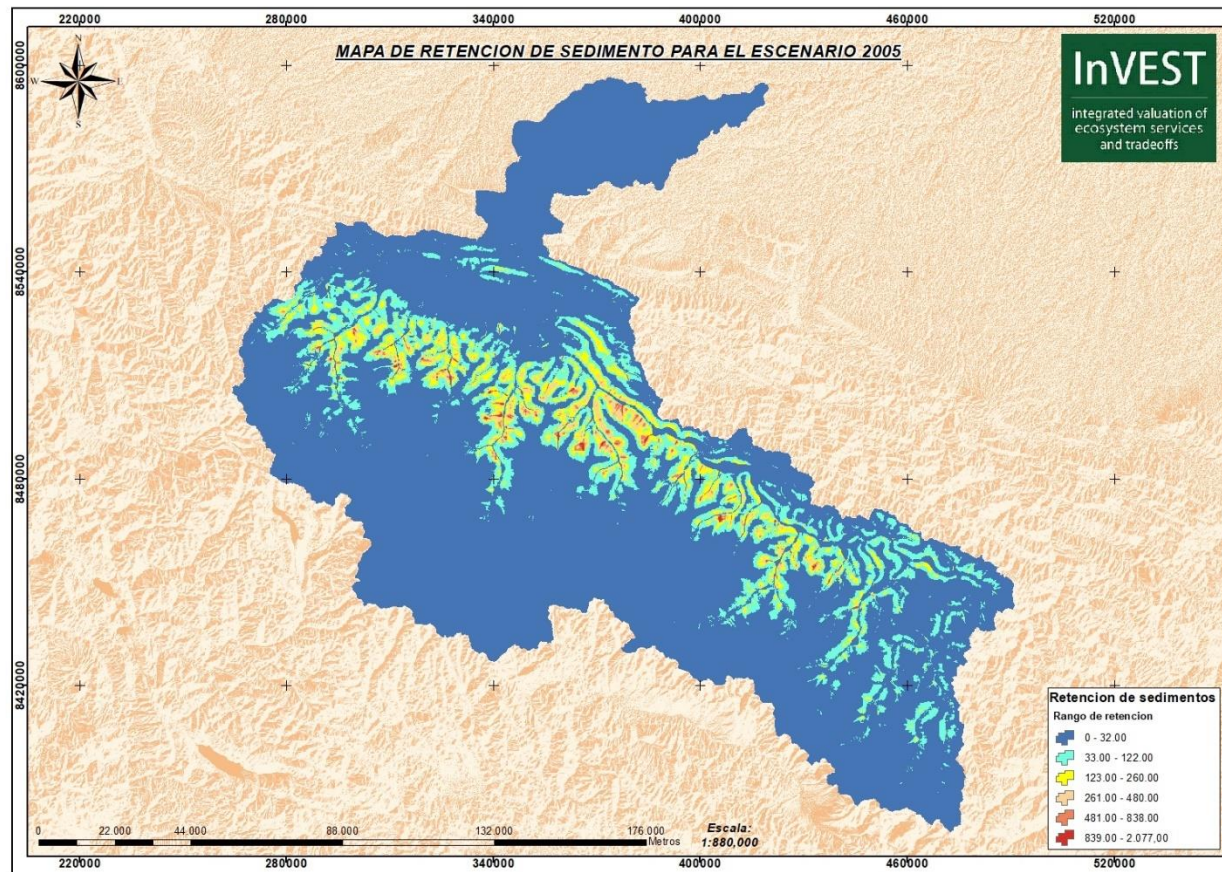 220000 280000 340000 400000 460000 520000
MAPA DE RETENCION DE SEDIMENTO PARA EL ESCENARIO 2005
N
W E
S
InVEST
integrated valuation of
ecosystem services
and tradeoffs
8600000
8540000
8480000
8420000
8600000
8540000
8480000
8420000
Retencion de sedimentos
Rango de retencion
0 - 32.00
33.00 - 122.00
123.00 - 260.00
261.00 - 480.00
481.00 - 838.00
839.00 - 2.077,00
0 22.000 44.000 88.000 132.000 176.000
Metros
Escala:
1:880,000
220000 280000 340000 400000 460000 520000